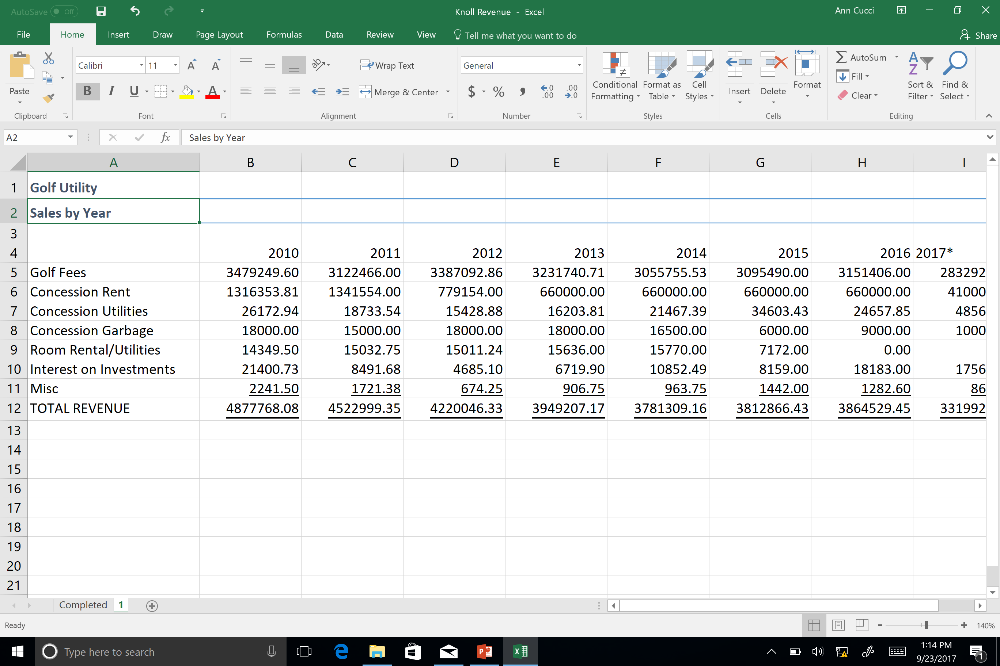 AutoSave Off
Knoll Revenue - Excel
Ann Cucci
File Home Insert Draw Page Layout Formulas Data Review View Tell me what you want to do Share
Paste
Clipboard
Calibri 11
B I U A
Font
Wrap Text
Merge & Center
Alignment
General
$ % ,
Number
Conditional Formatting
Format as Table
Cell Styles
Styles
Insert Delete Format
Cells
AutoSum
Fill
Clear
Sort & Filter
Find & Select
Editing
A2 fx Sales by Year
A B C D E F G H I
1 Golf Utility
2 Sales by Year
3
4 2010 2011 2012 2013 2014 2015 2016 2017*
5 Golf Fees 3479249.60 3122466.00 3387092.86 3231740.71 3055755.53 3095490.00 3151406.00 283292
6 Concession Rent 1316353.81 1341554.00 779154.00 660000.00 660000.00 660000.00 660000.00 41000
7 Concession Utilities 26172.94 18733.54 15428.88 16203.81 21467.39 34603.43 24657.85 4856
8 Concession Garbage 18000.00 15000.00 18000.00 18000.00 16500.00 6000.00 9000.00 1000
9 Room Rental/Utilities 14349.50 15032.75 15011.24 15636.00 15770.00 7172.00 0.00
10 Interest on Investments 21400.73 8491.68 4685.10 6719.90 10852.49 8159.00 18183.00 1756
11 Misc 2241.50 1721.38 674.25 906.75 963.75 1442.00 1282.60 86
12 TOTAL REVENUE 4877768.08 4522999.35 4220046.33 3949207.17 3781309.16 3812866.43 3864529.45 331992
13
14
15
16
17
18
19
20
21
Completed 1
Ready
140%
Type here to search
1:14 PM
9/23/2017
1